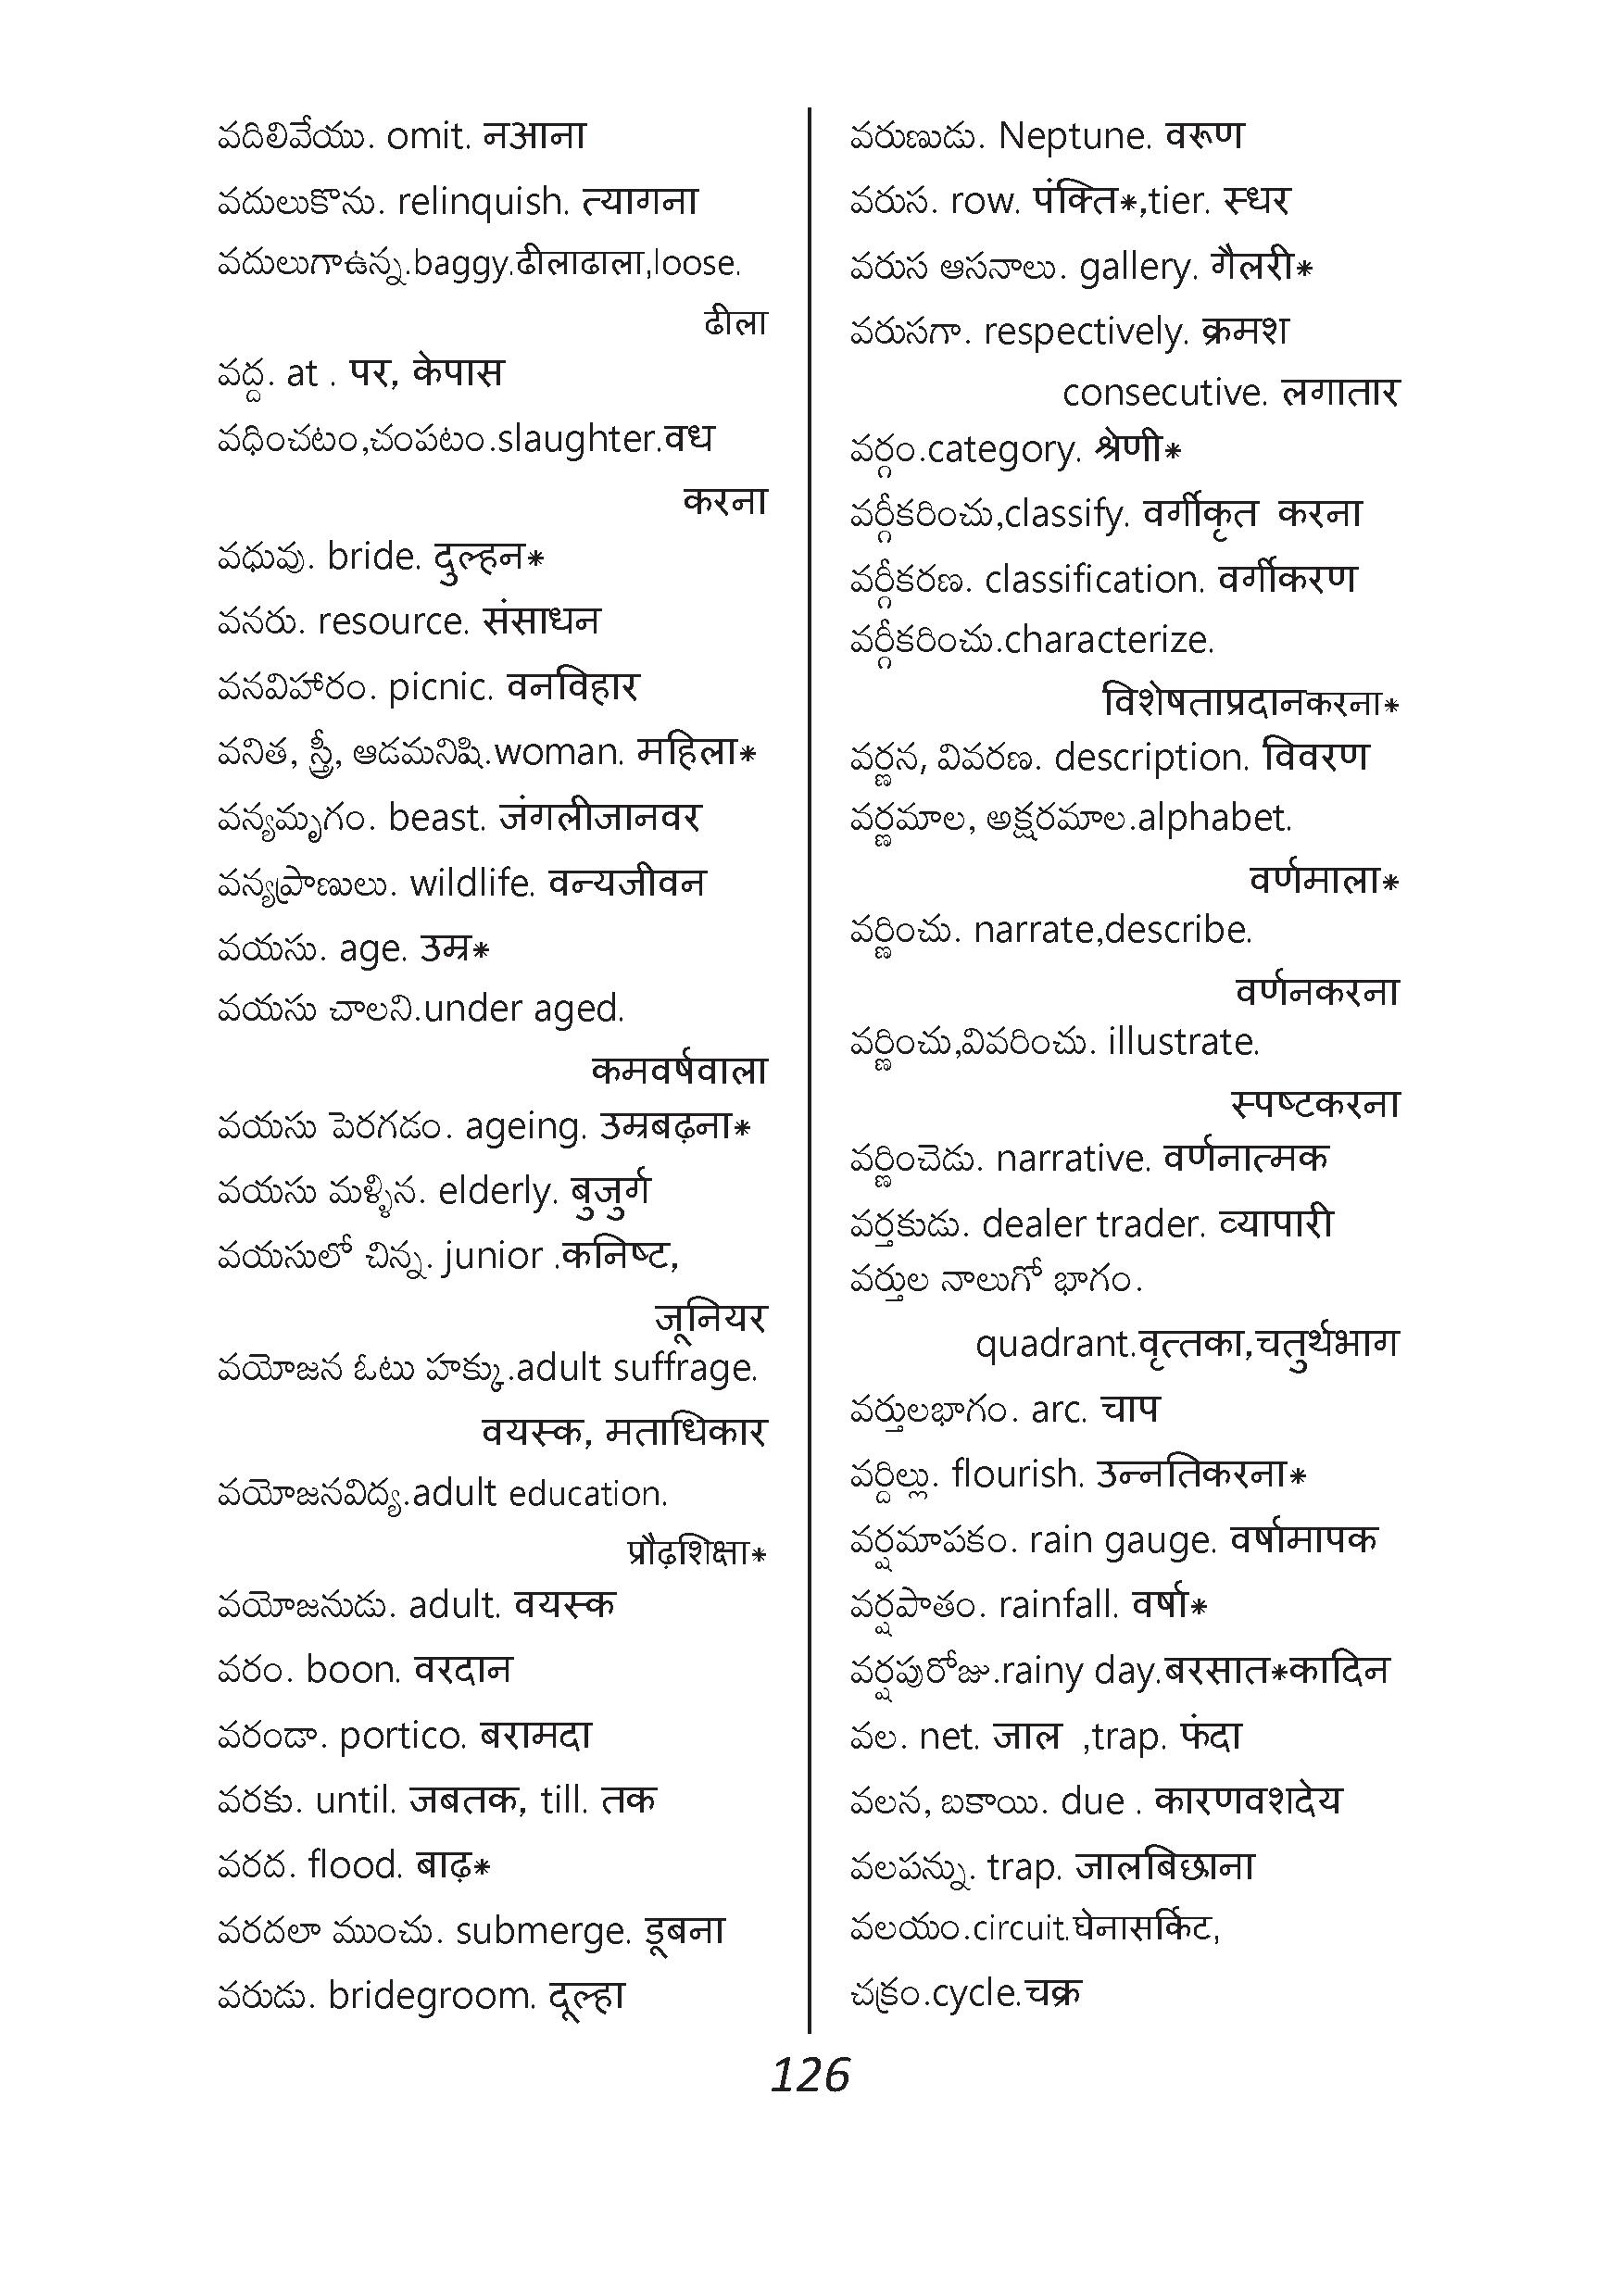 వదిలివేయు. omit. नआना
వదులుకొను. relinquish. त्यागना
వదులుగాఉన్న.baggy.ढीलाढाला,loose.
ढीला
వద్ద. at . पर, केपास
వధించటం,చంపటం.slaughter.वध
करना
వధువు. bride. दुल्हन*
వనరు. resource. संसाधन
వనవిహారం. picnic. वनविहार
వనిత, స్త్రీ, ఆడమనిషి.woman. महिला*
వన్యమృగం. beast. जंगलीजानवर
వన్యప్రాణులు. wildlife. वन्यजीवन
వయసు. age. उम्र*
వయసు చాలని.under aged.
कमवर्षवाला
వయసు పెరగడం. ageing. उम्रबढ़ना*
వయసు మళ్ళిన. elderly. बुजुर्ग
వయసులో చిన్న. junior .कनिष्ट,
जूनियर
వయోజన ఓటు హక్కు.adult suffrage.
वयस्क, मताधिकार
వయోజనవిద్య.adult education.
प्रौढ़शिक्षा*
వయోజనుడు. adult. वयस्क
వరం. boon. वरदान
వరండా. portico. बरामदा
వరకు. until. जबतक, till. तक
వరద. flood. बाढ़*
వరదలా ముంచు. submerge. डूबना
వరుడు. bridegroom. दूल्हा
వరుణుడు. Neptune. वरूण
వరుస. row. पंक्ति*,tier. स्धर
వరుస ఆసనాలు. gallery. गैलरी*
వరుసగా. respectively. क्रमश
consecutive. लगातार
వర్గం.category. श्रेणी*
వర్గీకరించు,classify. वर्गीकृत करना
వర్గీకరణ. classification. वर्गीकरण
వర్గీకరించు.characterize.
विशेषताप्रदानकरना*
వర్ణన, వివరణ. description. विवरण
వర్ణమాల, అక్షరమాల.alphabet.
वर्णमाला*
వర్ణించు. narrate,describe.
वर्णनकरना
వర్ణించు,వివరించు. illustrate.
स्पष्टकरना
వర్ణించెడు. narrative. वर्णनात्मक
వర్తకుడు. dealer trader. व्यापारी
వర్తుల నాలుగో భాగం.
quadrant.वृत्तका,चतुर्थभाग
వర్తులభాగం. arc. चाप
వర్దిల్లు. flourish. उन्नतिकरना*
వర్షమాపకం. rain gauge. वर्षामापक
వర్షపాతం. rainfall. वर्षा*
వర్షపురోజు.rainy day.बरसात*कादिन
వల. net. जाल ,trap. फंदा
వలన, బకాయి. due . कारणवशदेय
వలపన్ను. trap. जालबिछाना
వలయం.circuit.घेनासर्किट,
చక్రం.cycle.चक्र
126